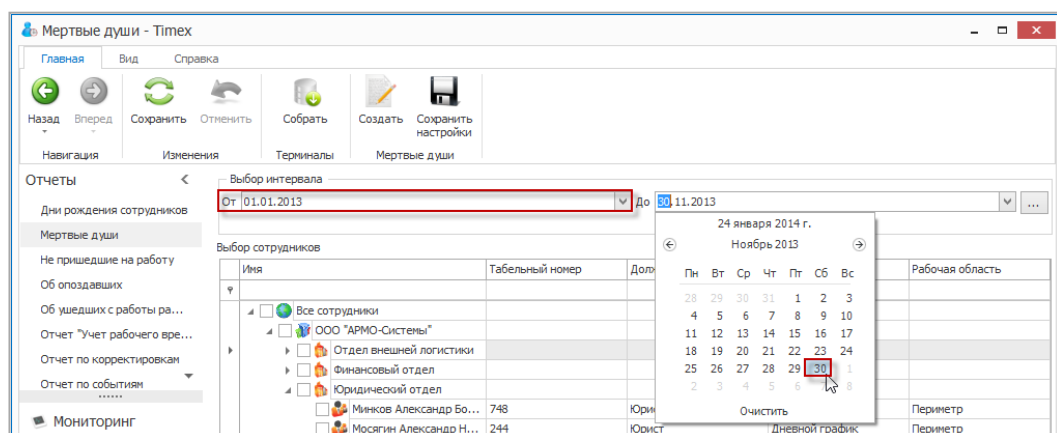 Мертвые души - Timex
Главная Вид Справка
Назад Вперед Сохранить Отменить Собрать Создать Сохранить настройки
Навигация Изменения Терминалы Мертвые души
Отчеты
Дни рождения сотрудников
Мертвые души
Не пришедшие на работу
Об опоздавших
Об ушедших с работы ра...
Отчет "Учет рабочего вре...
Отчет по корректировкам
Отчет по событиям
Мониторинг
Выбор интервала
От 01.01.2013 До 30.11.2013 ...
Выбор сотрудников
Имя Табельный номер Долж Рабочая область
Все сотрудники
ООО "АРМО-Системы"
Отдел внешней логистики
Финансовый отдел
Юридический отдел
Минков Александр Бо... 748 Юри Периметр
Мосягин Александр Н... 244 Юрист Дневной график Периметр
24 января 2014 г.
Ноябрь 2013
Пн Вт Ср Чт Пт Сб Вс
28 29 30 31 1 2 3
4 5 6 7 8 9 10
11 12 13 14 15 16 17
18 19 20 21 22 23 24
25 26 27 28 29 30 1
2 3 4 5 6 8
Очистить